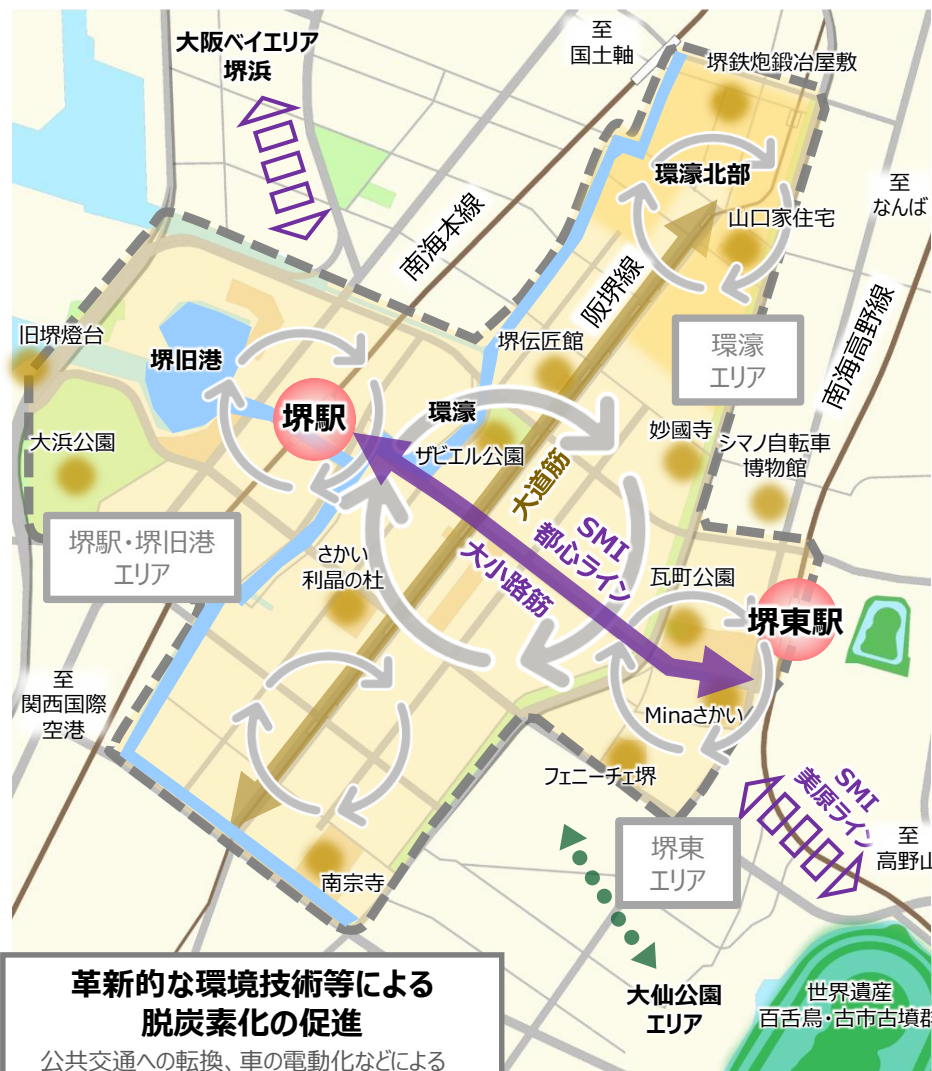 大阪ベイエリア
堺浜
至
国土軸
堺鉄炮鍛冶屋敷
環濠北部
至
なんば
山口家住宅
南海本線
阪堺線
南海高野線
旧堺燈台
堺旧港
堺伝匠館
環濠
エリア
堺駅
環濠
大浜公園
ザビエル公園
妙國寺
シマノ自転車
博物館
大道筋
堺駅・堺旧港
エリア
さかい
利晶の杜
SMI
都心ライン
大小路筋
瓦町公園
堺東駅
至
関西国際
空港
Minaさかい
フェニーチェ堺
SMI
美原ライン
堺東
エリア
至
高野山
南宗寺
大仙公園
エリア
世界遺産
百舌鳥・古市古墳群
革新的な環境技術等による
脱炭素化の促進
公共交通への転換、車の電動化などによる